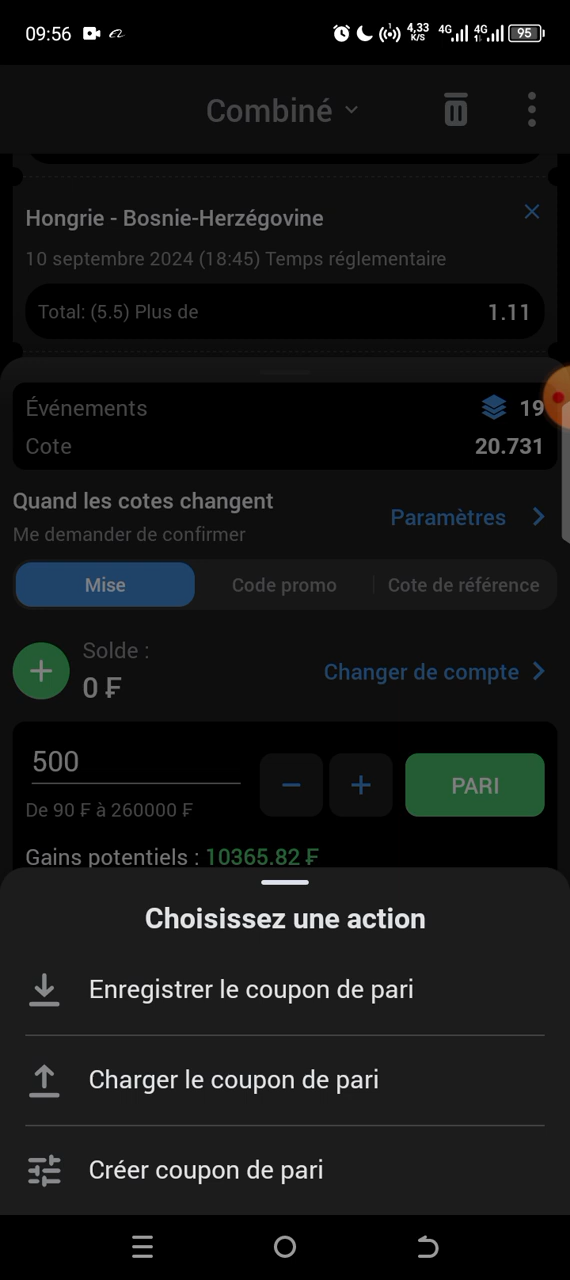 09:56
4,33 K/S 4G 4G 95
Combiné
Hongrie - Bosnie-Herzégovine
10 septembre 2024 (18:45) Temps réglementaire
Total: (5.5) Plus de 1.11
Événements 19
Cote 20.731
Quand les cotes changent
Me demander de confirmer
Paramètres
Mise Code promo Cote de référence
Solde :
0 ₣
Changer de compte
500
De 90 ₣ à 260000 ₣
PARI
Gains potentiels : 10365.82 ₣
Choisissez une action
Enregistrer le coupon de pari
Charger le coupon de pari
Créer coupon de pari